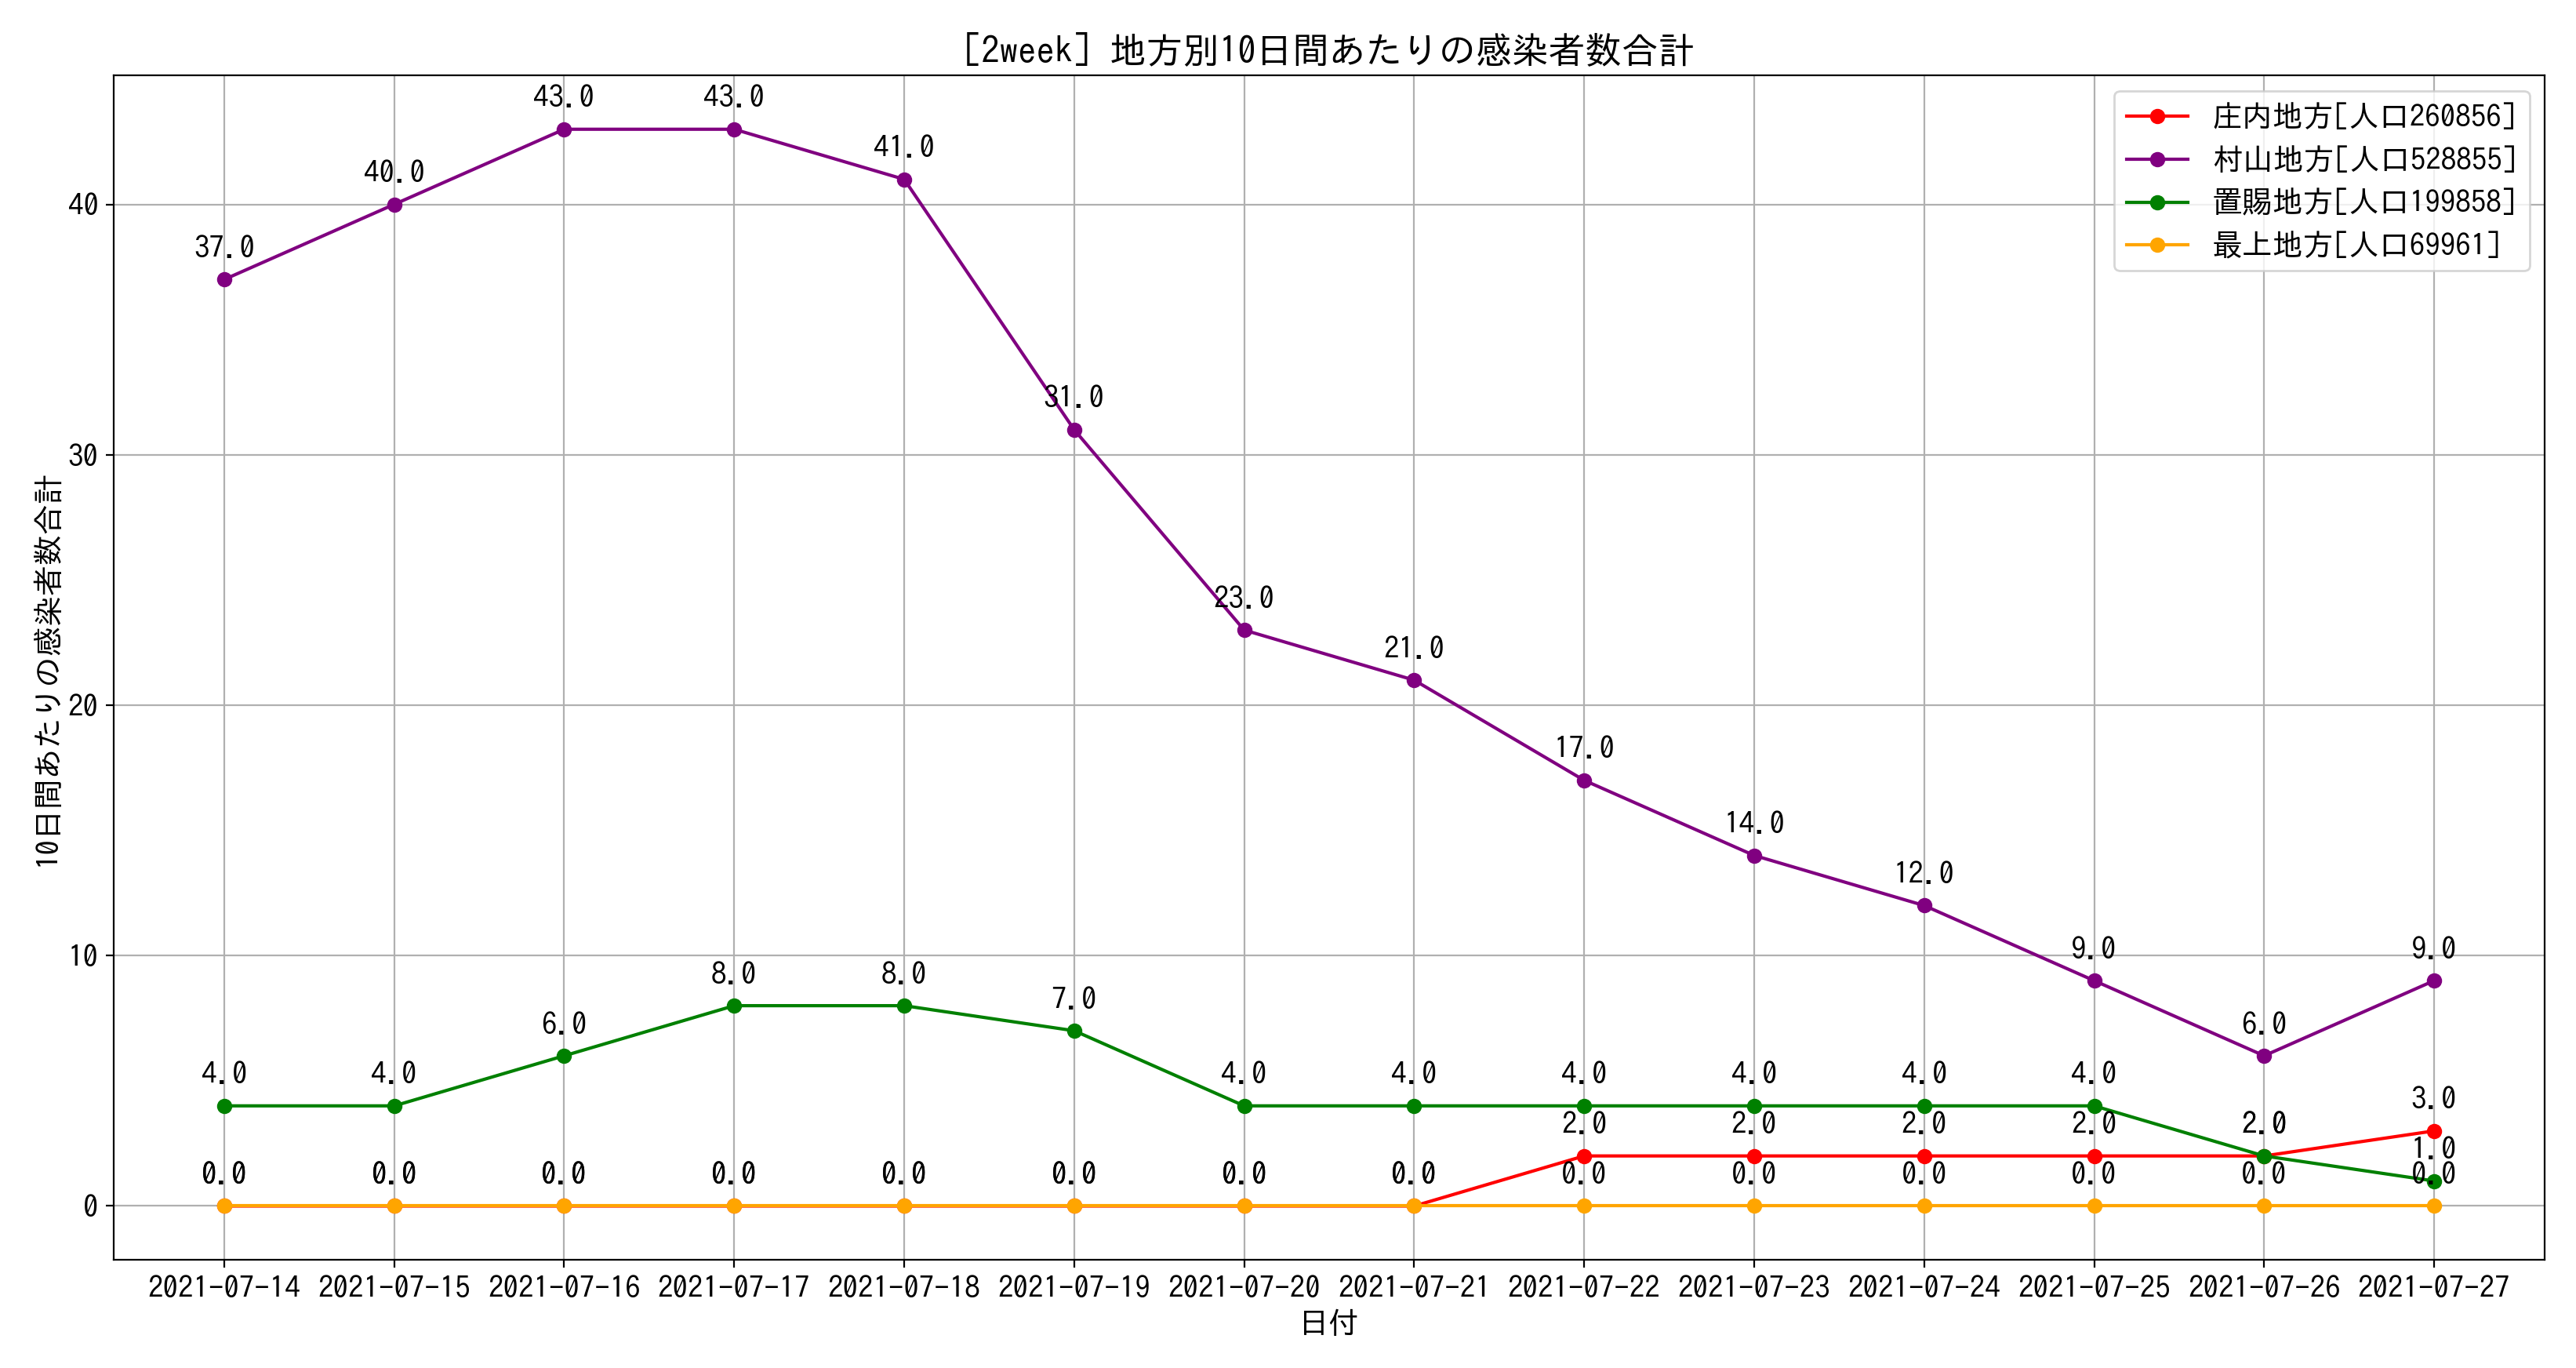 [2week] 地方別10日間あたりの感染者数合計
庄内地方[人口260856]
村山地方[人口528855]
置賜地方[人口199858]
最上地方[人口69961]
10日間あたりの感染者数合計
40
30
20
10
0
37.0 40.0 43.0 43.0 41.0 31.0 23.0 21.0 17.0 14.0 12.0 9.0 6.0 9.0
4.0 4.0 6.0 8.0 8.0 7.0 4.0 4.0 4.0 4.0 4.0 4.0 2.0 1.0
2.0 2.0 2.0 2.0 3.0
0.0 0.0 0.0 0.0 0.0 0.0 0.0 0.0 0.0 0.0 0.0 0.0 0.0 0.0
2021-07-14 2021-07-15 2021-07-16 2021-07-17 2021-07-18 2021-07-19 2021-07-20 2021-07-21 2021-07-22 2021-07-23 2021-07-24 2021-07-25 2021-07-26 2021-07-27
日付